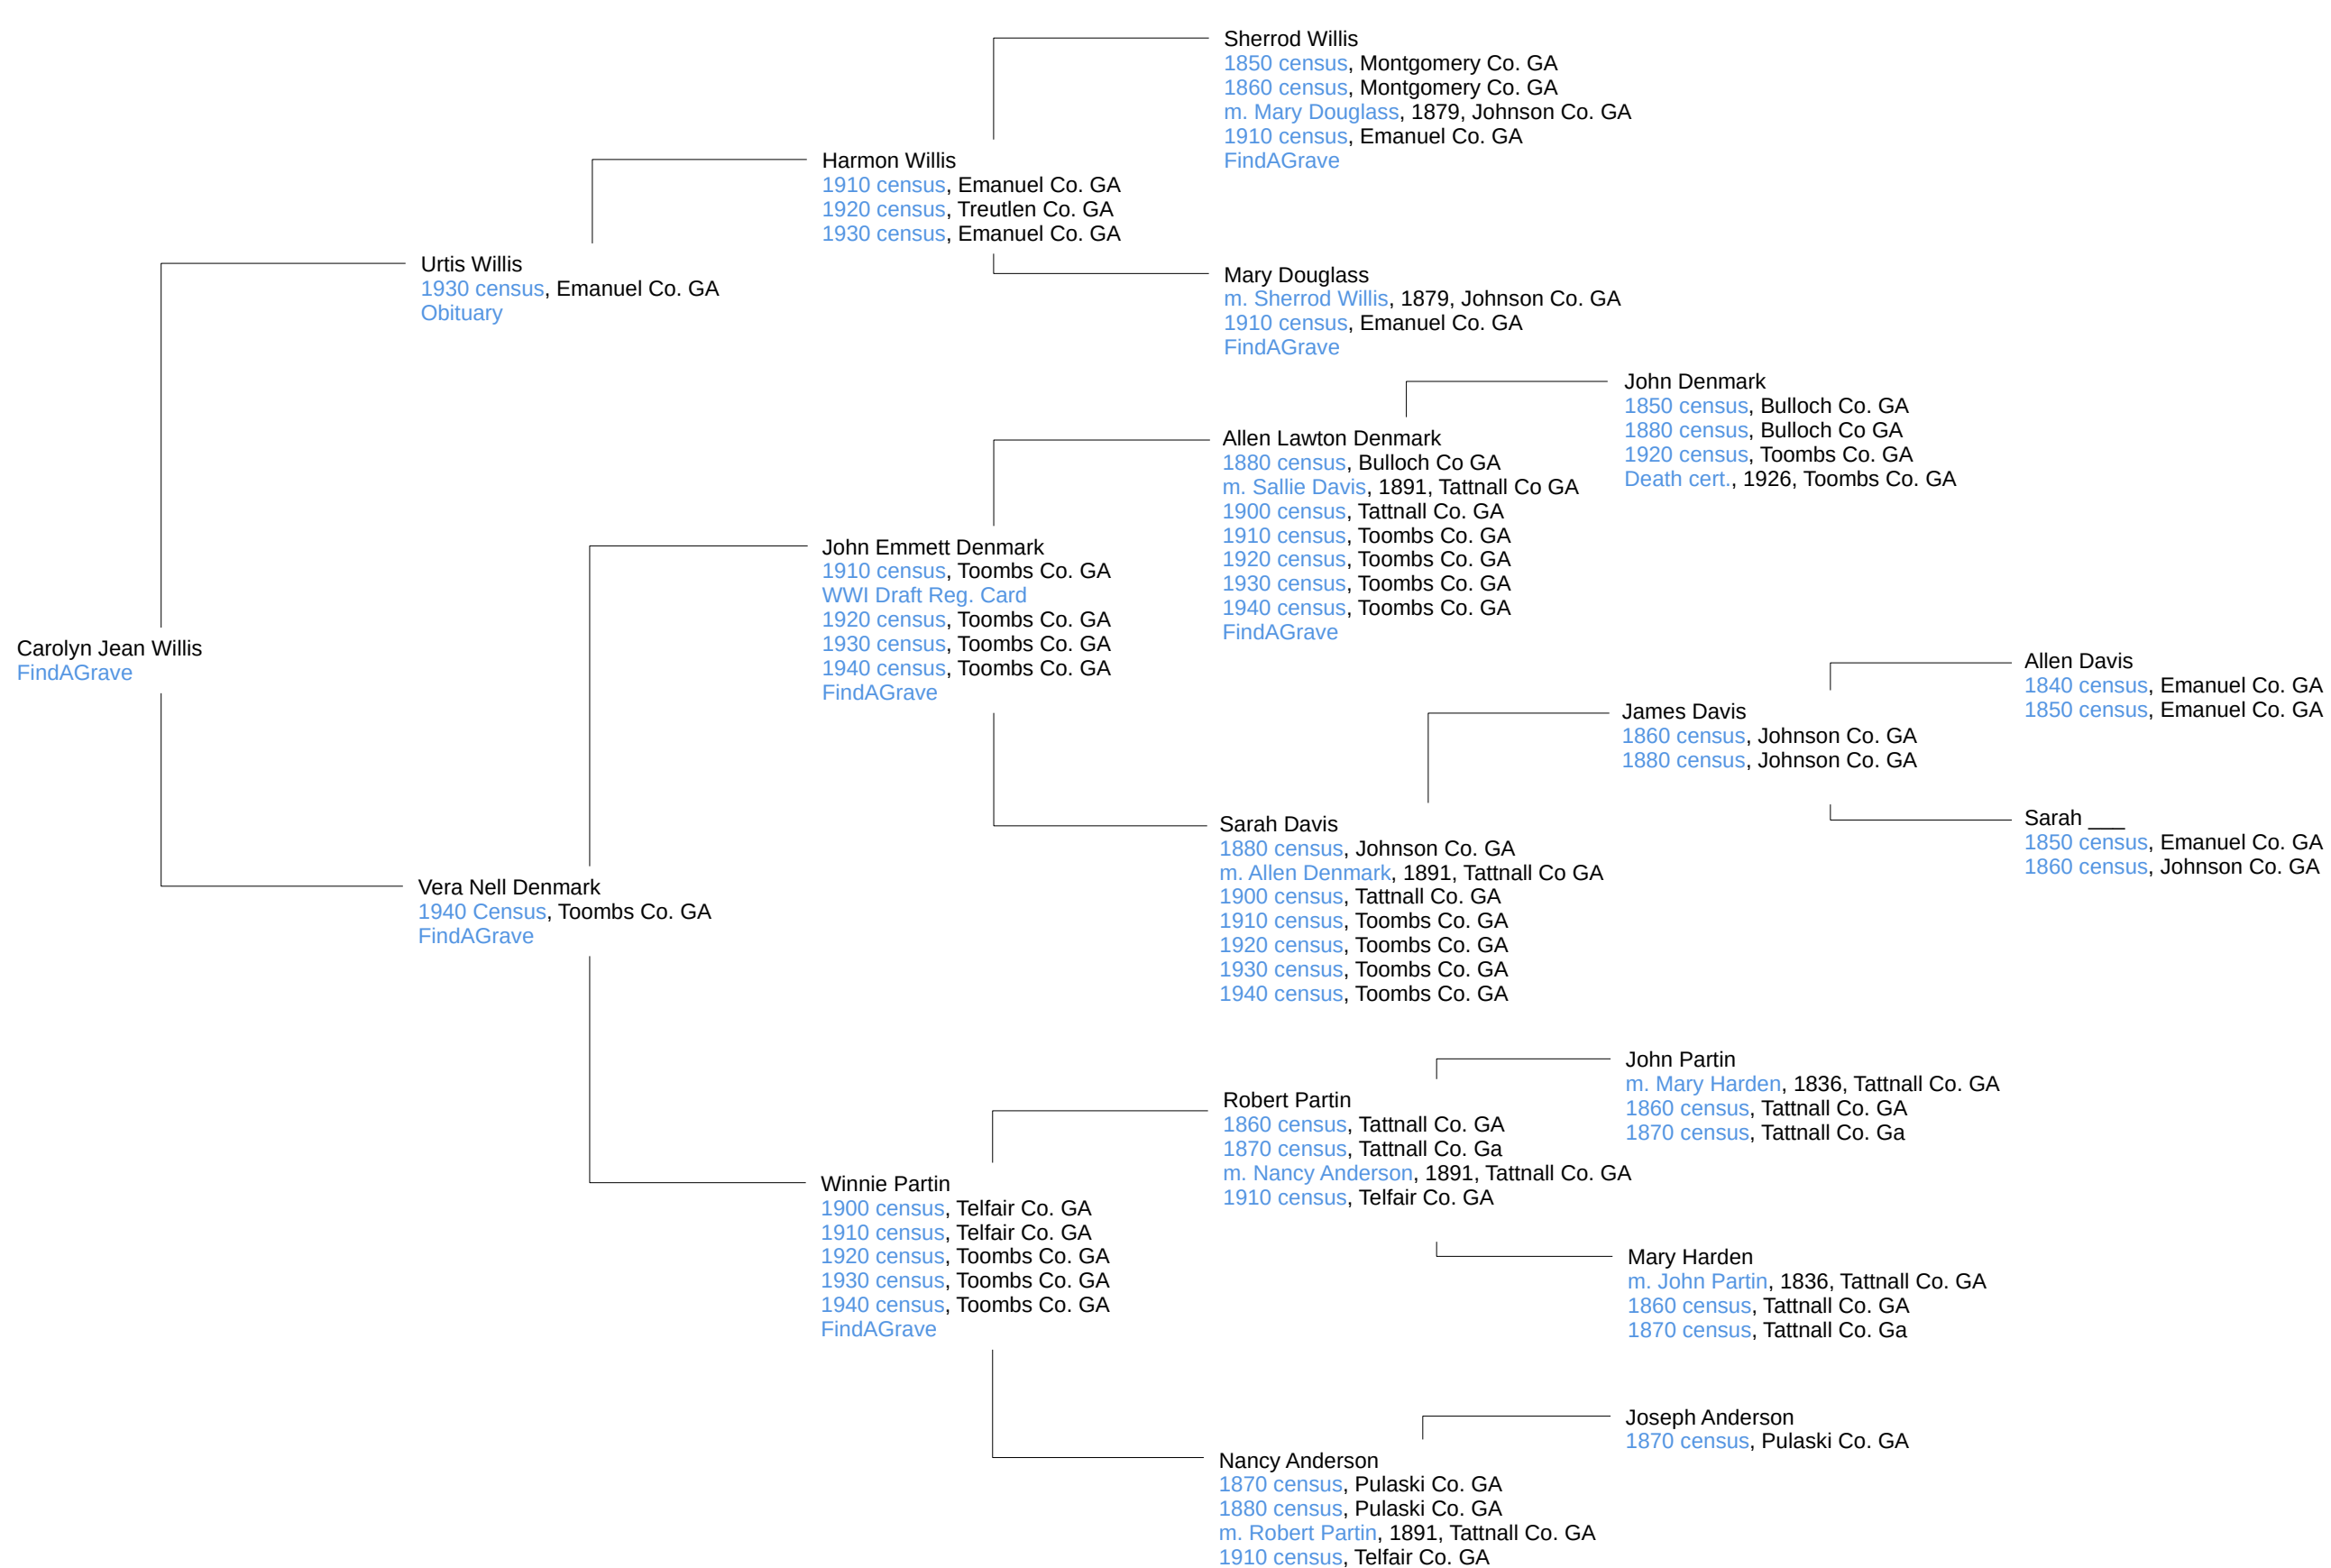 Sherrod Willis
1850 census, Montgomery Co. GA
1860 census, Montgomery Co. GA
m. Mary Douglass, 1879, Johnson Co. GA
1910 census, Emanuel Co. GA
FindAGrave
Harmon Willis
1910 census, Emanuel Co. GA
1920 census, Treutlen Co. GA
1930 census, Emanuel Co. GA
Urtis Willis
1930 census, Emanuel Co. GA
Obituary
Mary Douglass
m. Sherrod Willis, 1879, Johnson Co. GA
1910 census, Emanuel Co. GA
FindAGrave
John Denmark
1850 census, Bulloch Co. GA
1880 census, Bulloch Co GA
1920 census, Toombs Co. GA
Death cert., 1926, Toombs Co. GA
Allen Lawton Denmark
1880 census, Bulloch Co GA
m. Sallie Davis, 1891, Tattnall Co GA
1900 census, Tattnall Co. GA
1910 census, Toombs Co. GA
1920 census, Toombs Co. GA
1930 census, Toombs Co. GA
1940 census, Toombs Co. GA
FindAGrave
John Emmett Denmark
1910 census, Toombs Co. GA
WWI Draft Reg. Card
1920 census, Toombs Co. GA
1930 census, Toombs Co. GA
1940 census, Toombs Co. GA
FindAGrave
Carolyn Jean Willis
FindAGrave
Allen Davis
1840 census, Emanuel Co. GA
1850 census, Emanuel Co. GA
James Davis
1860 census, Johnson Co. GA
1880 census, Johnson Co. GA
Sarah ___
1850 census, Emanuel Co. GA
1860 census, Johnson Co. GA
Sarah Davis
1880 census, Johnson Co. GA
m. Allen Denmark, 1891, Tattnall Co GA
1900 census, Tattnall Co. GA
1910 census, Toombs Co. GA
1920 census, Toombs Co. GA
1930 census, Toombs Co. GA
1940 census, Toombs Co. GA
Vera Nell Denmark
1940 Census, Toombs Co. GA
FindAGrave
John Partin
m. Mary Harden, 1836, Tattnall Co. GA
1860 census, Tattnall Co. GA
1870 census, Tattnall Co. Ga
Robert Partin
1860 census, Tattnall Co. GA
1870 census, Tattnall Co. Ga
m. Nancy Anderson, 1891, Tattnall Co. GA
1910 census, Telfair Co. GA
Winnie Partin
1900 census, Telfair Co. GA
1910 census, Telfair Co. GA
1920 census, Toombs Co. GA
1930 census, Toombs Co. GA
1940 census, Toombs Co. GA
FindAGrave
Mary Harden
m. John Partin, 1836, Tattnall Co. GA
1860 census, Tattnall Co. GA
1870 census, Tattnall Co. Ga
Joseph Anderson
1870 census, Pulaski Co. GA
Nancy Anderson
1870 census, Pulaski Co. GA
1880 census, Pulaski Co. GA
m. Robert Partin, 1891, Tattnall Co. GA
1910 census, Telfair Co. GA